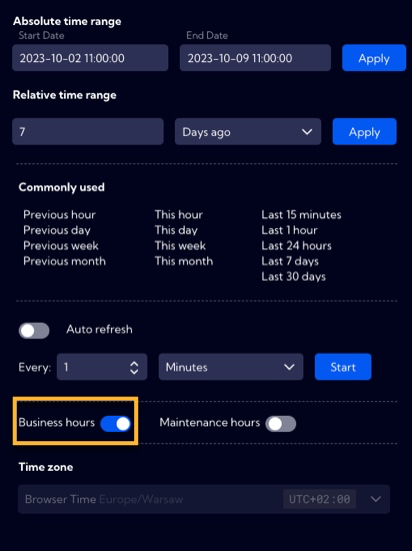 Absolute time range
Start Date End Date
2023-10-02 11:00:00 2023-10-09 11:00:00 Apply
Relative time range
7 Days ago Apply
Commonly used
Previous hour This hour Last 15 minutes
Previous day This day Last 1 hour
Previous week This week Last 24 hours
Previous month This month Last 7 days
Last 30 days
Auto refresh
Every: 1 Minutes Start
Business hours Maintenance hours
Time zone
Browser Time Europe/Warsaw UTC+02:00